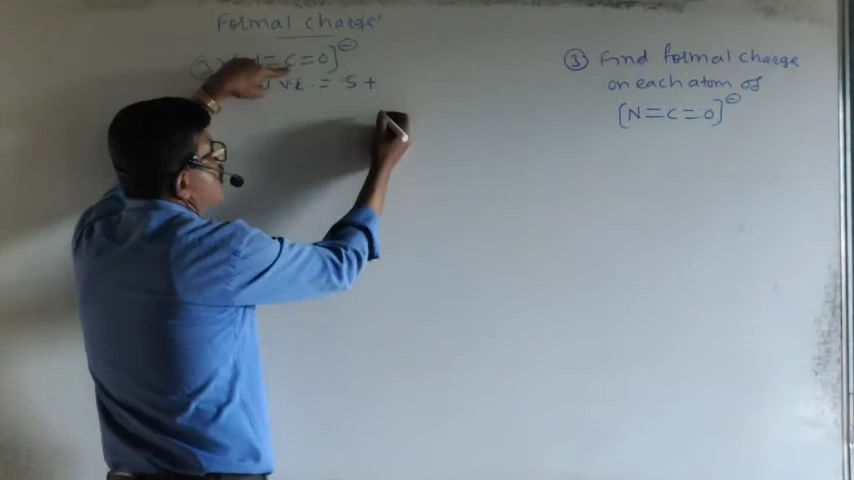 Formal charge
=C=O]⊖
V.E. = 5 +
③ Find formal charge
on each atom of
[N=C=O]⊖